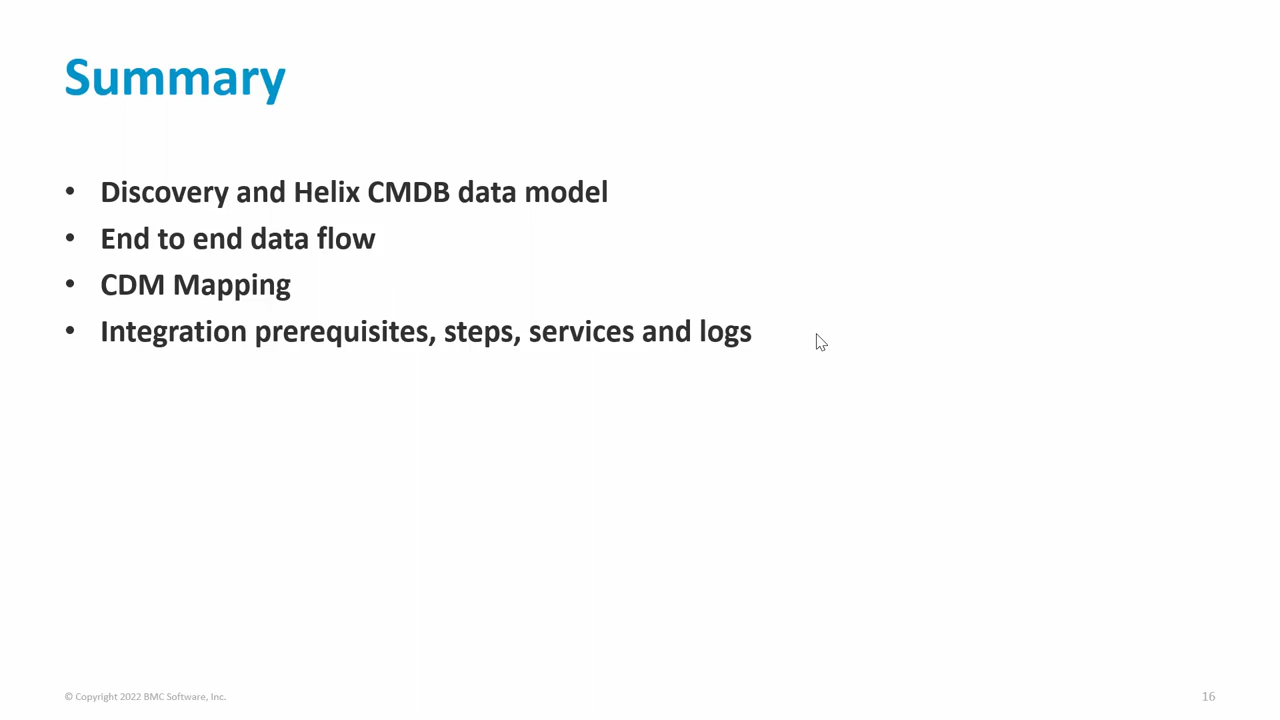 Summary
• Discovery and Helix CMDB data model
• End to end data flow
• CDM Mapping
• Integration prerequisites, steps, services and logs
© Copyright 2022 BMC Software, Inc.
16